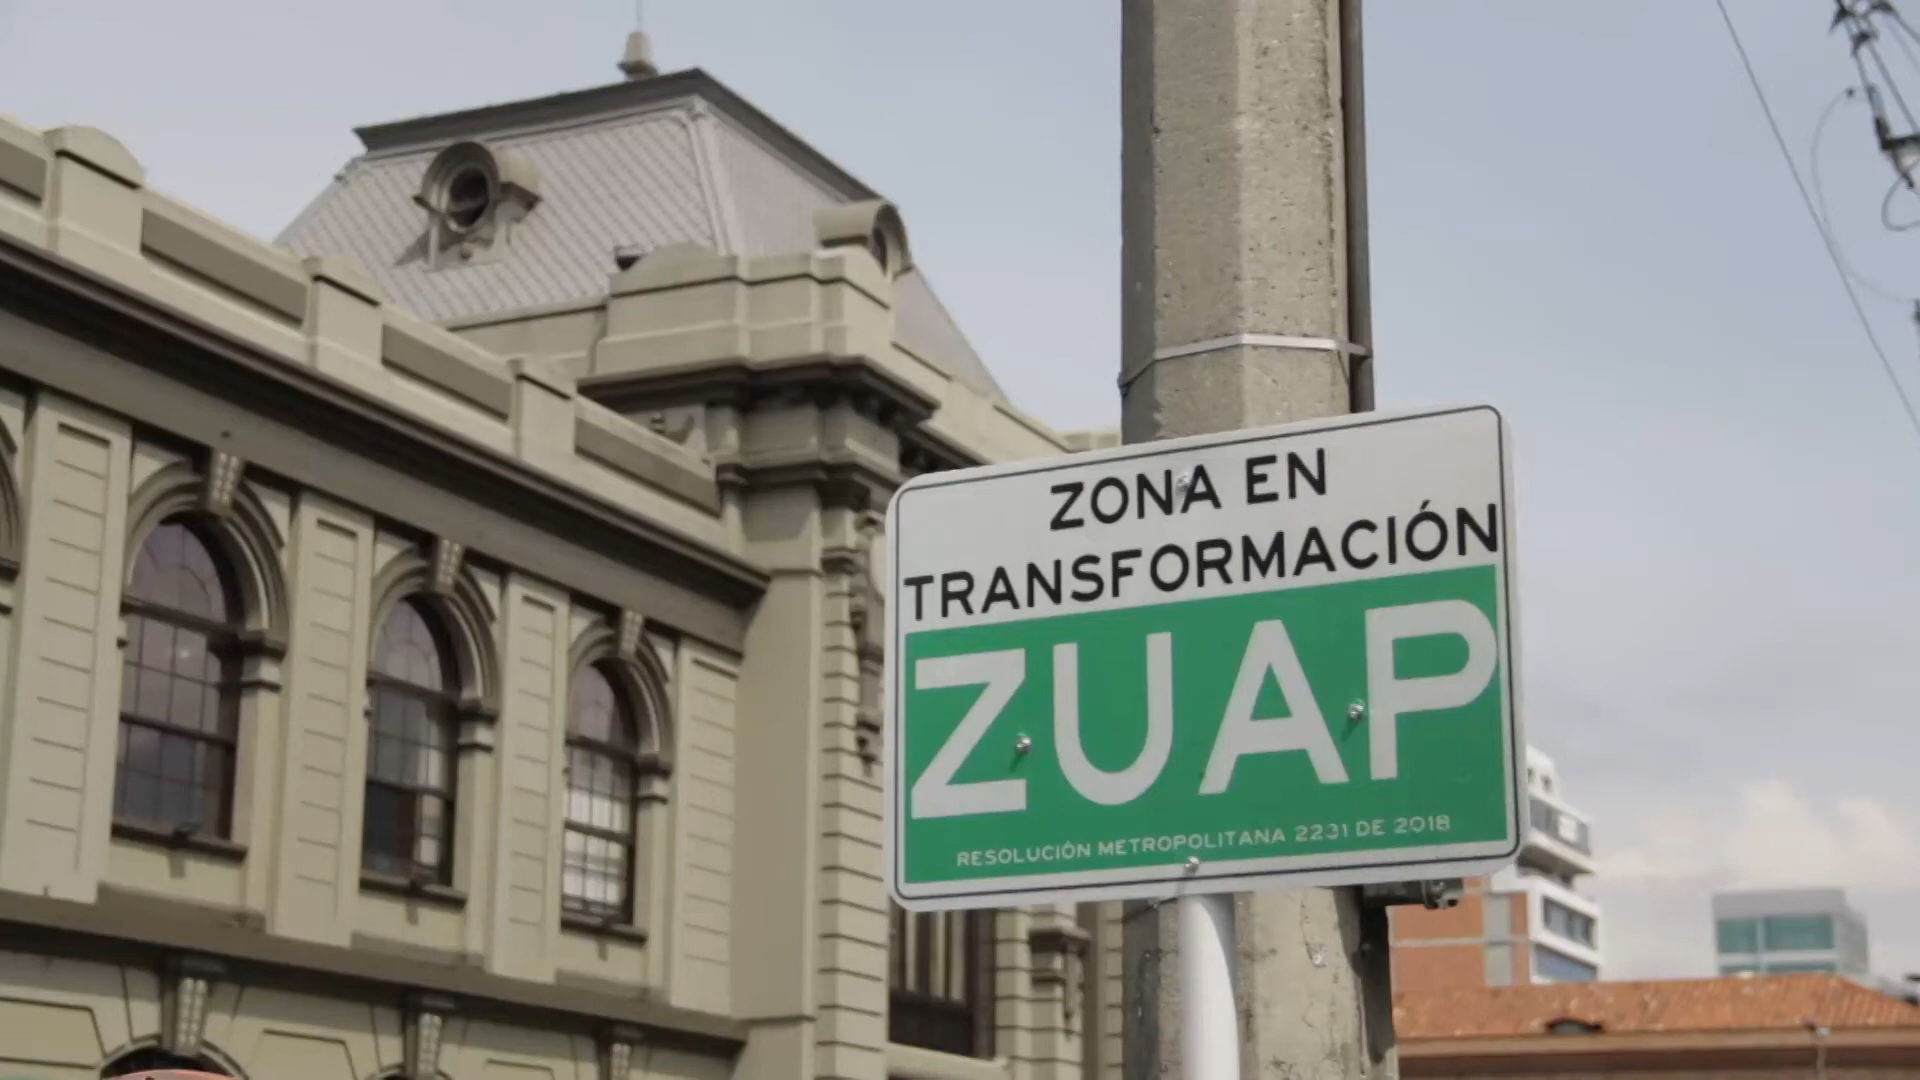 ZONA EN
TRANSFORMACIÓN
ZUAP
RESOLUCIÓN METROPOLITANA 2231 DE 2018